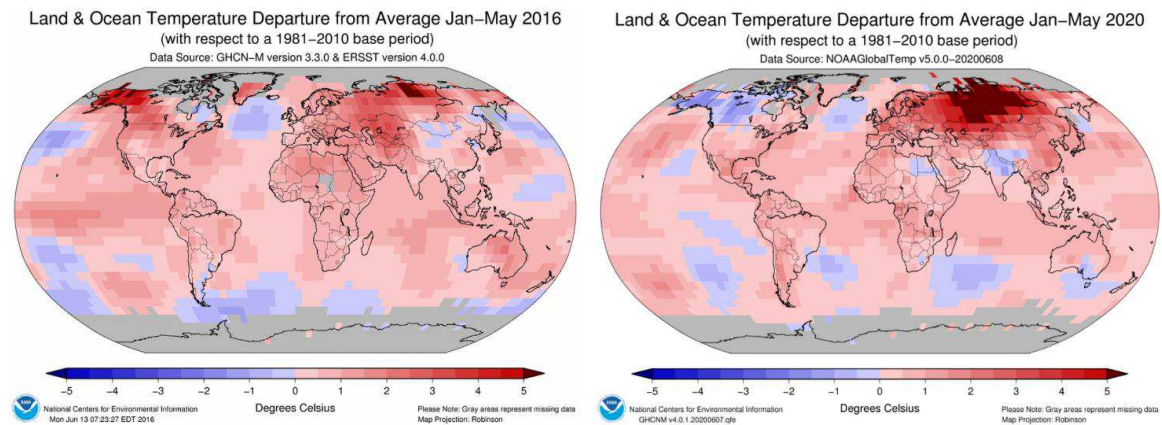 Land & Ocean Temperature Departure from Average Jan–May 2016
(with respect to a 1981–2010 base period)
Data Source: GHCN–M version 3.3.0 & ERSST version 4.0.0
–5 –4 –3 –2 –1 0 1 2 3 4 5
Degrees Celsius
National Centers for Environmental Information
Mon Jun 13 07:23:27 EDT 2016
Please Note: Gray areas represent missing data
Map Projection: Robinson
Land & Ocean Temperature Departure from Average Jan–May 2020
(with respect to a 1981–2010 base period)
Data Source: NOAAGlobalTemp v5.0.0–20200608
–5 –4 –3 –2 –1 0 1 2 3 4 5
Degrees Celsius
National Centers for Environmental Information
GHCNM v4.0.1.20200607.qfe
Please Note: Gray areas represent missing data
Map Projection: Robinson